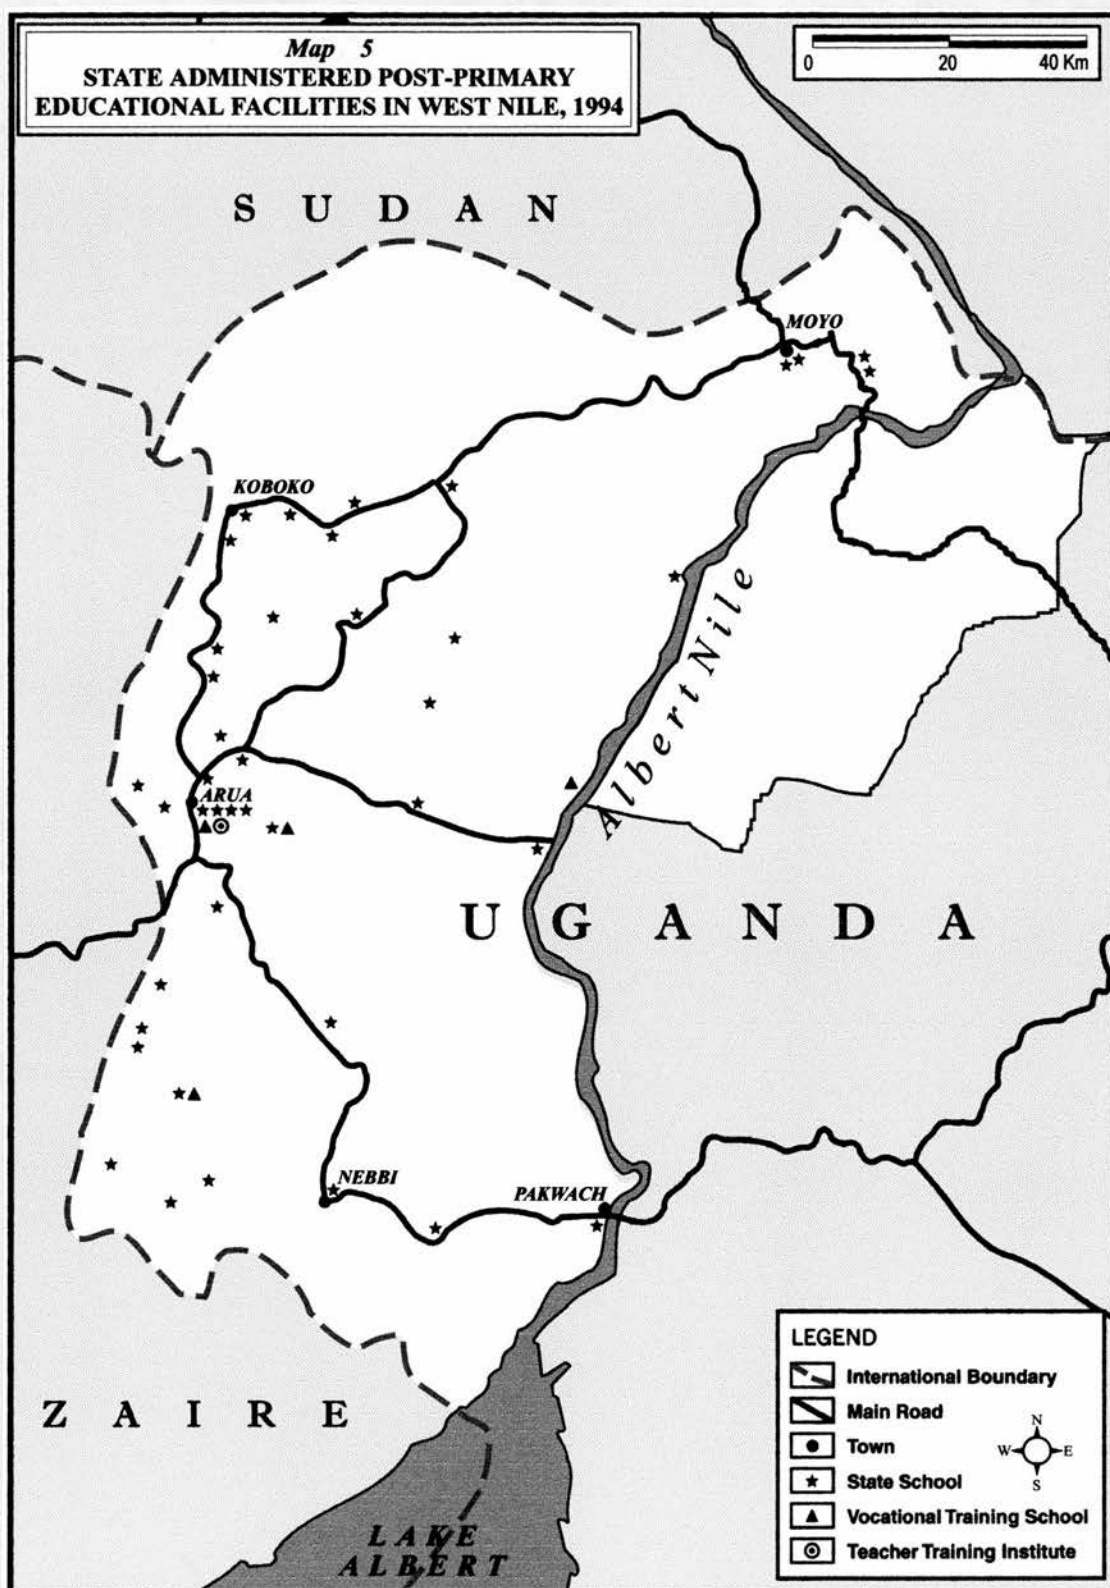 Map 5
STATE ADMINISTERED POST-PRIMARY
EDUCATIONAL FACILITIES IN WEST NILE, 1994
0 20 40 Km
SUDAN
MOYO
KOBOKO
Albert Nile
ARUA
UGANDA
NEBBI
PAKWACH
ZAIRE
LAKE
ALBERT
LEGEND
International Boundary
Main Road
Town
State School
Vocational Training School
Teacher Training Institute
N
W E
S